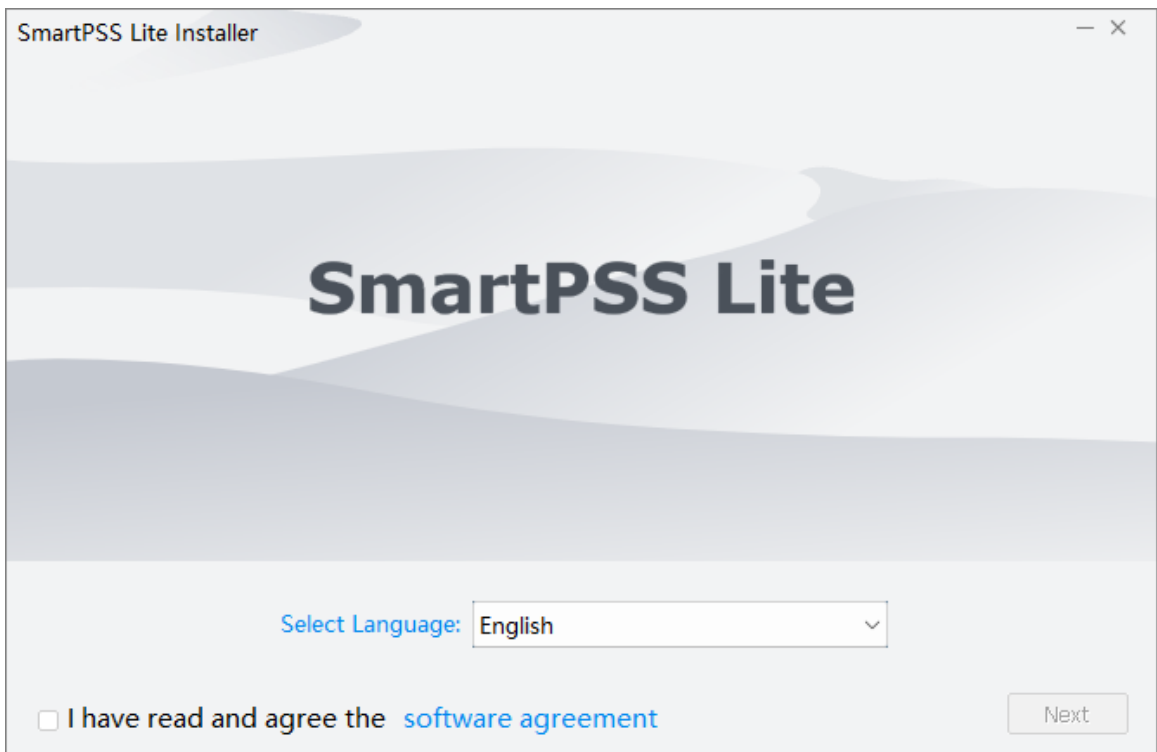 SmartPSS Lite Installer
SmartPSS Lite
Select Language: English
I have read and agree the software agreement
Next